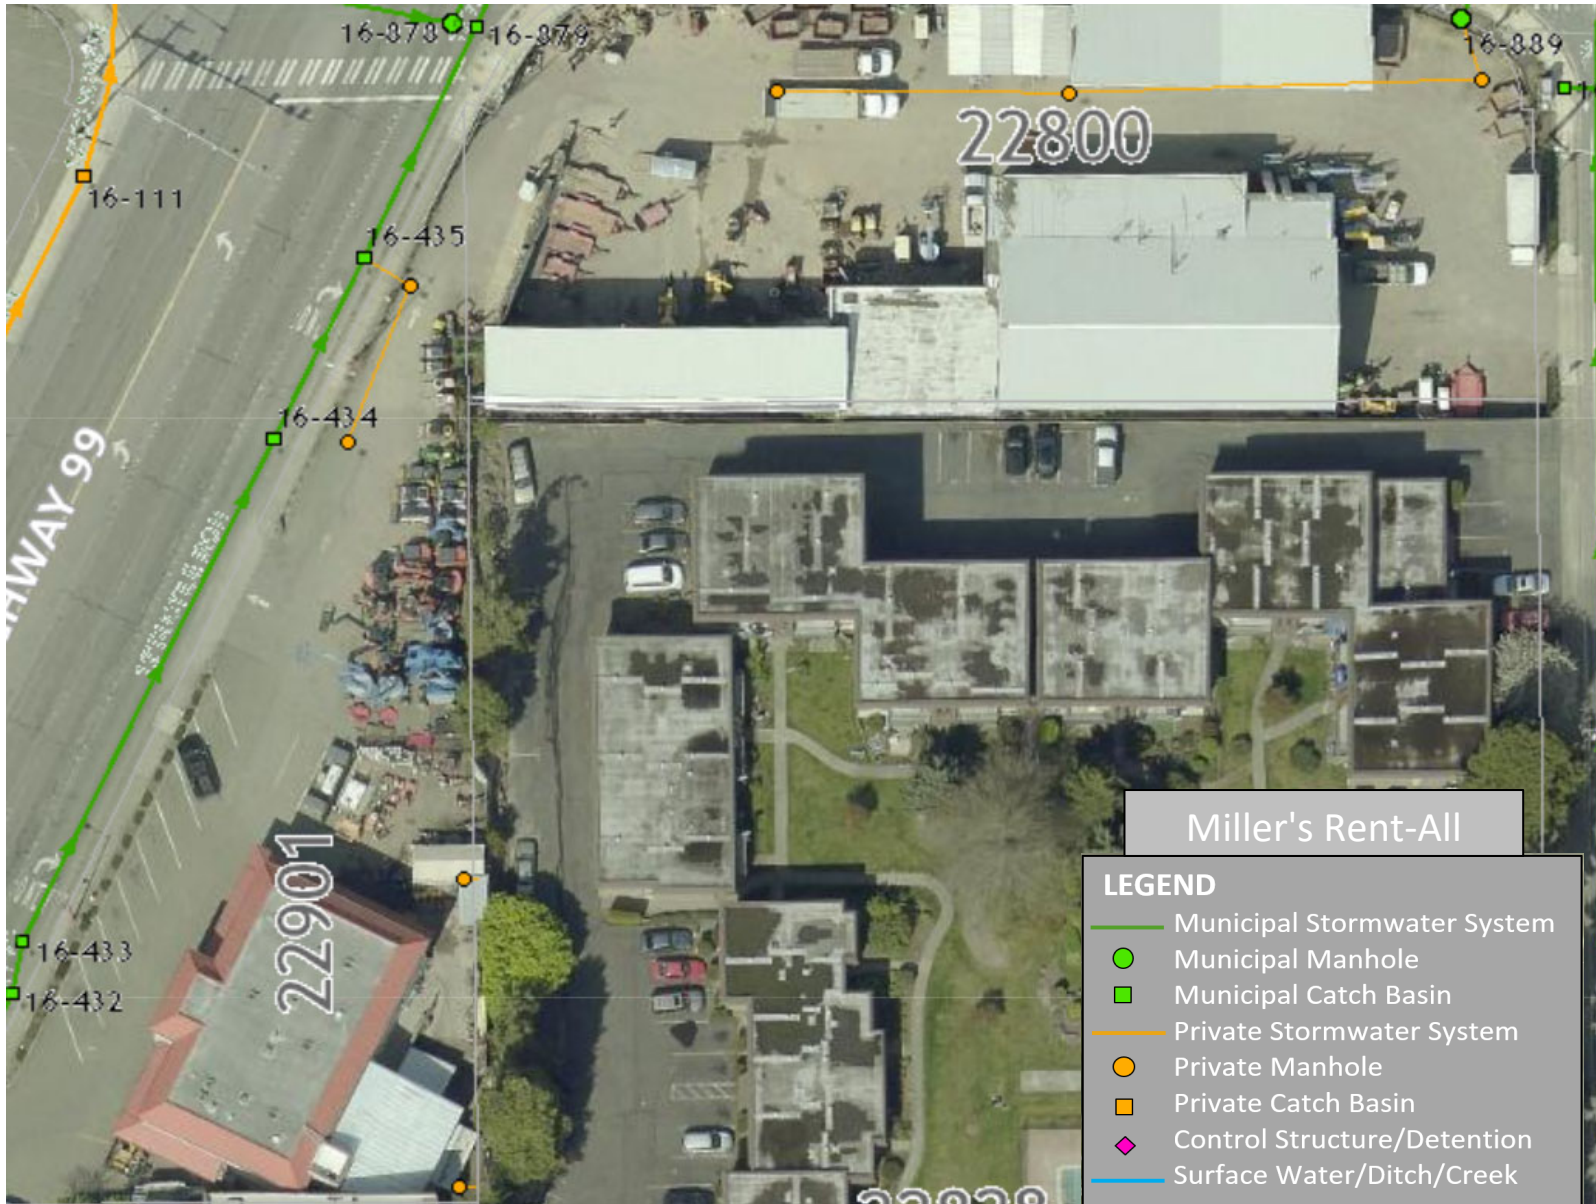 16-878
16-879
16-889
22800
16-111
16-435
16-434
HWAY 99
22901
16-433
16-432
Miller's Rent-All
LEGEND
Municipal Stormwater System
Municipal Manhole
Municipal Catch Basin
Private Stormwater System
Private Manhole
Private Catch Basin
Control Structure/Detention
Surface Water/Ditch/Creek